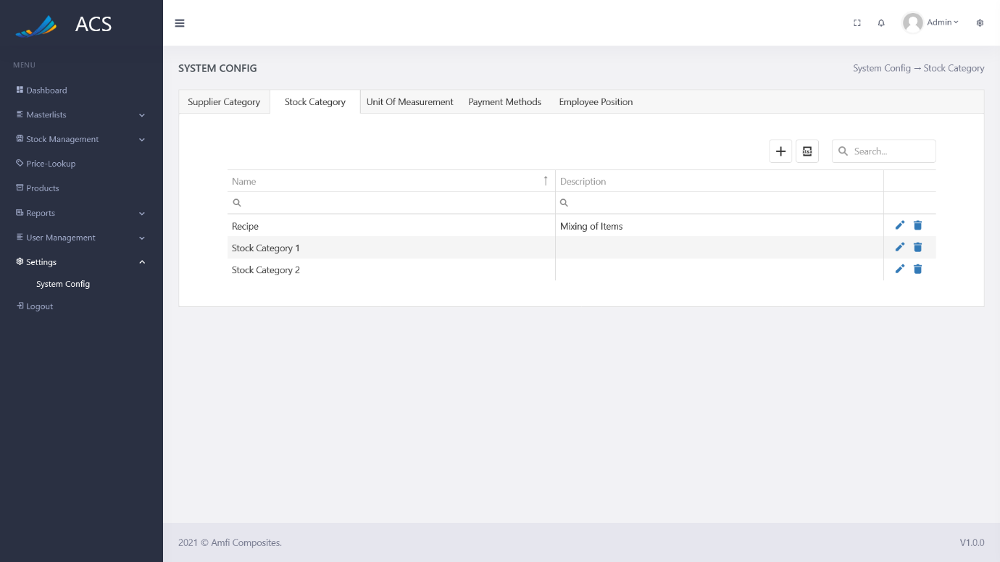 ACS
Admin
MENU
Dashboard
Masterlists
Stock Management
Price-Lookup
Products
Reports
User Management
Settings
System Config
Logout
SYSTEM CONFIG
System Config → Stock Category
Supplier Category
Stock Category
Unit Of Measurement
Payment Methods
Employee Position
XLSX
Search...
Name ↑ Description
Recipe Mixing of Items
Stock Category 1
Stock Category 2
2021 © Amfi Composites.
V1.0.0